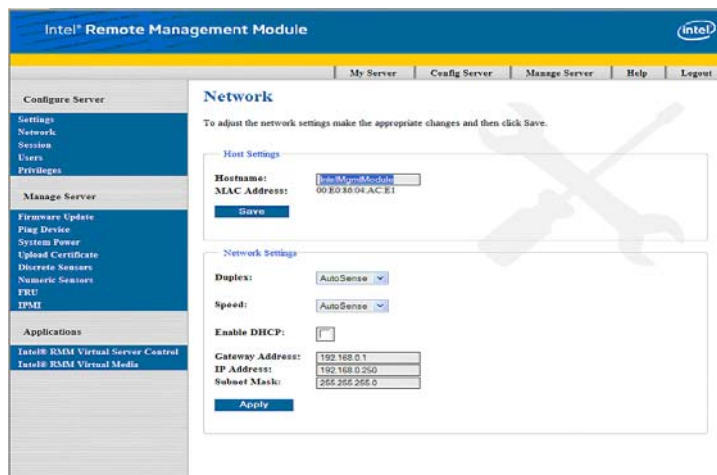 Intel® Remote Management Module
intel
My Server Config Server Manage Server Help Logout
Configure Server
Settings
Network
Session
Users
Privileges
Manage Server
Firmware Update
Ping Device
System Power
Upload Certificate
Discrete Sensors
Numeric Sensors
FRU
IPMI
Applications
Intel® RMM Virtual Server Control
Intel® RMM Virtual Media
Network
To adjust the network settings make the appropriate changes and then click Save.
Host Settings
Hostname: IntelMgmtModule
MAC Address: 00:E0:86:04:AC:E1
Save
Network Settings
Duplex: AutoSense
Speed: AutoSense
Enable DHCP:
Gateway Address: 192.168.0.1
IP Address: 192.168.0.250
Subnet Mask: 255.255.255.0
Apply